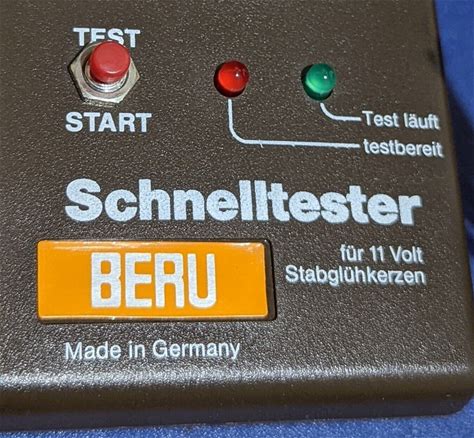 TEST
START
Test läuft
testbereit
Schnelltester
für 11 Volt
Stabglühkerzen
BERU
Made in Germany